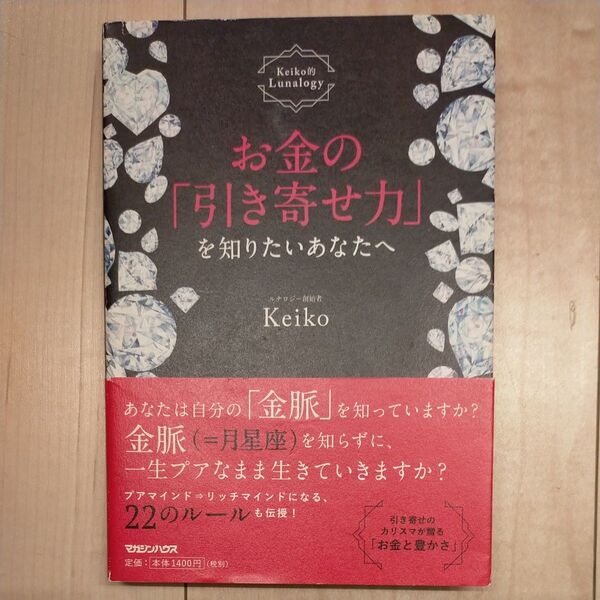 Keiko的
Lunalogy
お金の
「引き寄せ力」
を知りたいあなたへ
ルナロジー創始者
Keiko
あなたは自分の「金脈」を知っていますか?
金脈(=月星座)を知らずに、
一生プアなまま生きていきますか?
プアマインド⇒リッチマインドになる、
22のルールも伝授!
引き寄せの
カリスマが贈る
「お金と豊かさ」
マガジンハウス
定価:本体1400円(税別)